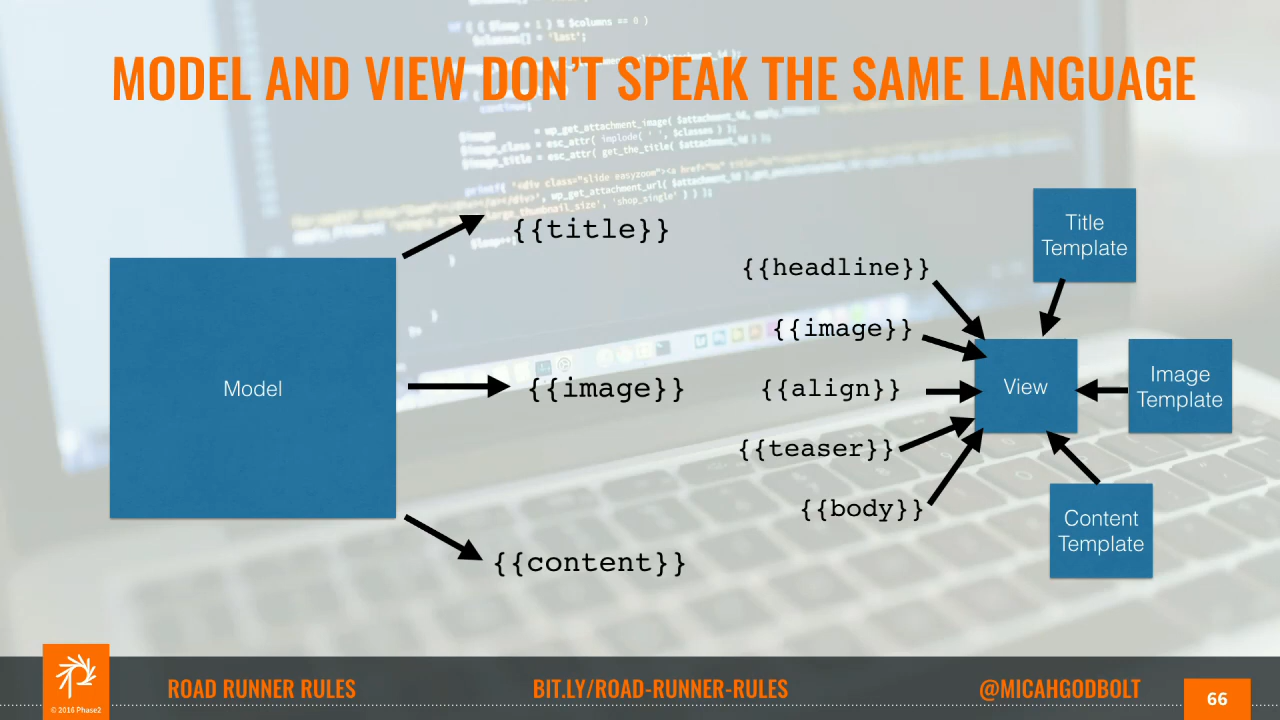 MODEL AND VIEW DON'T SPEAK THE SAME LANGUAGE
Model
{{title}}
{{image}}
{{content}}
{{headline}}
{{image}}
{{align}}
{{teaser}}
{{body}}
View
Title
Template
Image
Template
Content
Template
© 2016 Phase2
ROAD RUNNER RULES
BIT.LY/ROAD-RUNNER-RULES
@MICAHGODBOLT
66